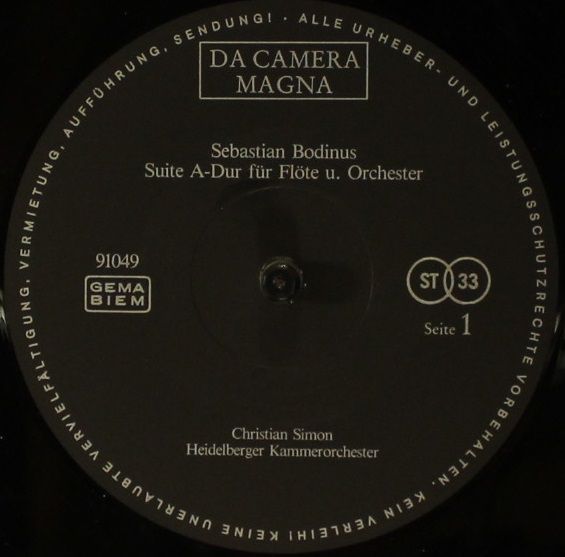 DA CAMERA
MAGNA
Sebastian Bodinus
Suite A-Dur für Flöte u. Orchester
91049
GEMA
BIEM
ST 33
Seite 1
Christian Simon
Heidelberger Kammerorchester
ALLE URHEBER- UND LEISTUNGSSCHUTZRECHTE VORBEHALTEN. KEIN VERLEIH! KEINE UNERLAUBTE VERVIELFÄLTIGUNG, VERMIETUNG, AUFFÜHRUNG, SENDUNG! ·